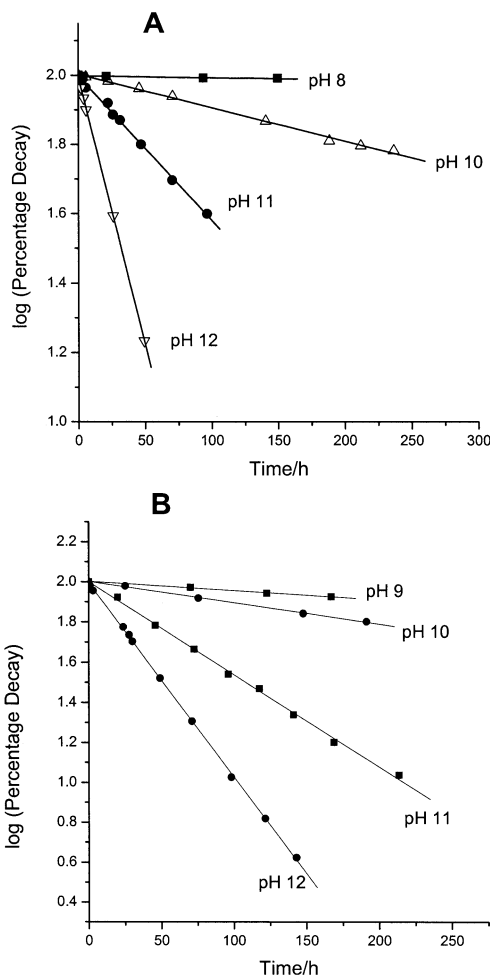 A
2.0
1.8
1.6
1.4
1.2
1.0
log (Percentage Decay)
pH 8
pH 10
pH 11
pH 12
0 50 100 150 200 250 300
Time/h
B
2.2
2.0
1.8
1.6
1.4
1.2
1.0
0.8
0.6
0.4
log (Percentage Decay)
pH 9
pH 10
pH 11
pH 12
0 50 100 150 200 250
Time/h